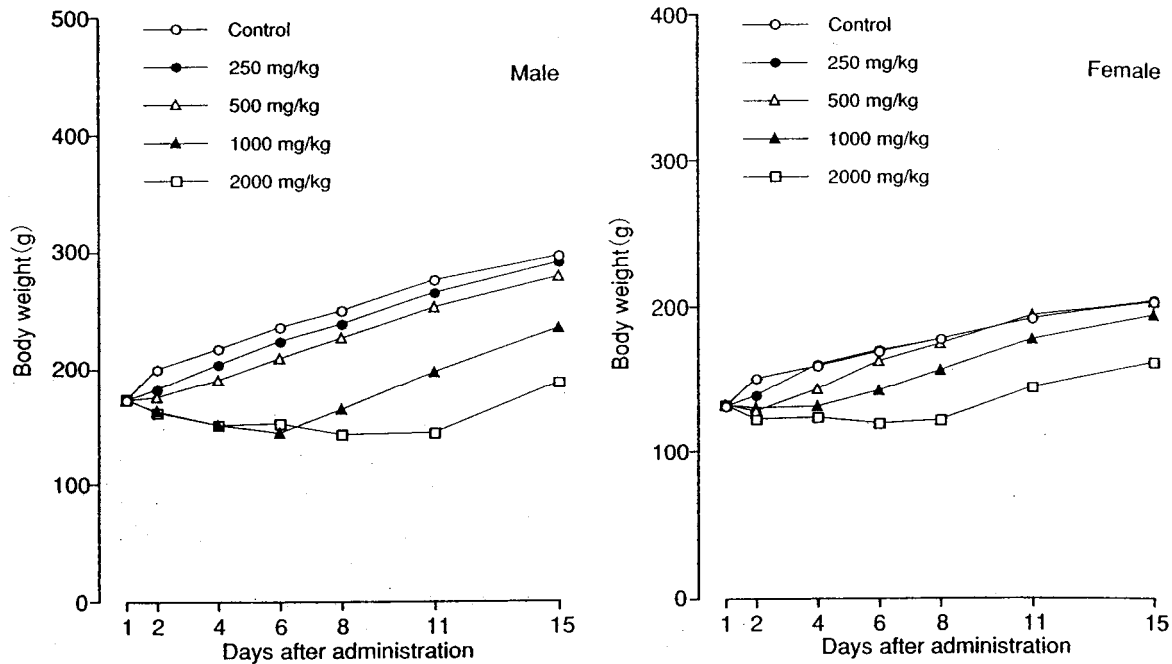 500
400
300
200
100
0
Body weight(g)
Control
250 mg/kg
500 mg/kg
1000 mg/kg
2000 mg/kg
Male
1 2 4 6 8 11 15
Days after administration
400
300
200
100
0
Body weight(g)
Control
250 mg/kg
500 mg/kg
1000 mg/kg
2000 mg/kg
Female
1 2 4 6 8 11 15
Days after administration